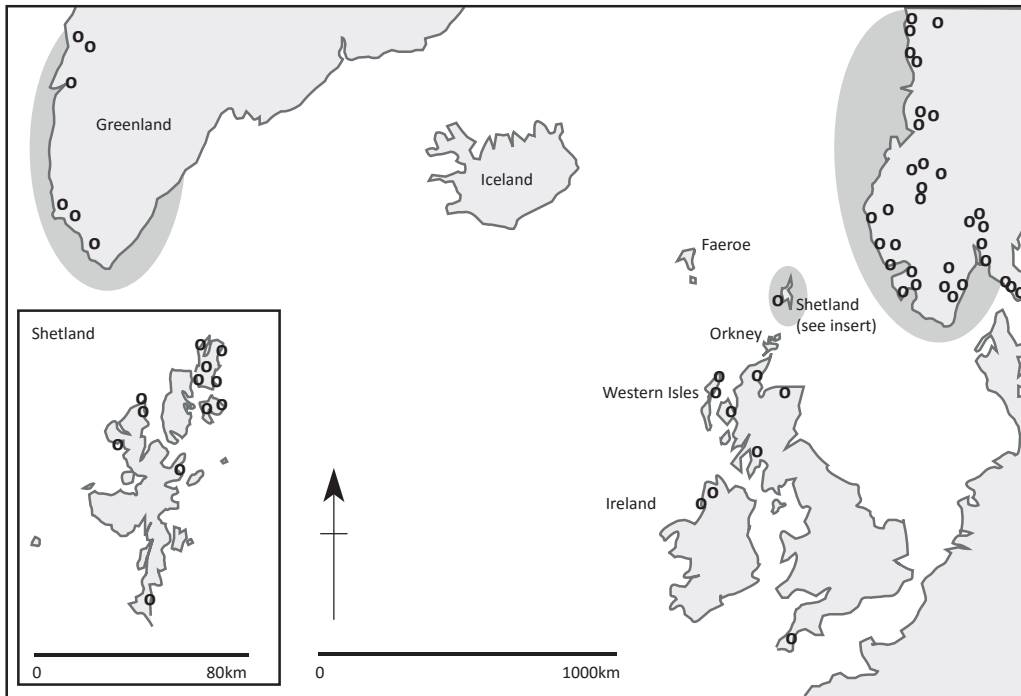 Greenland
Iceland
Faeroe
Shetland
(see insert)
Orkney
Western Isles
Ireland
Shetland
0 80km
0 1000km